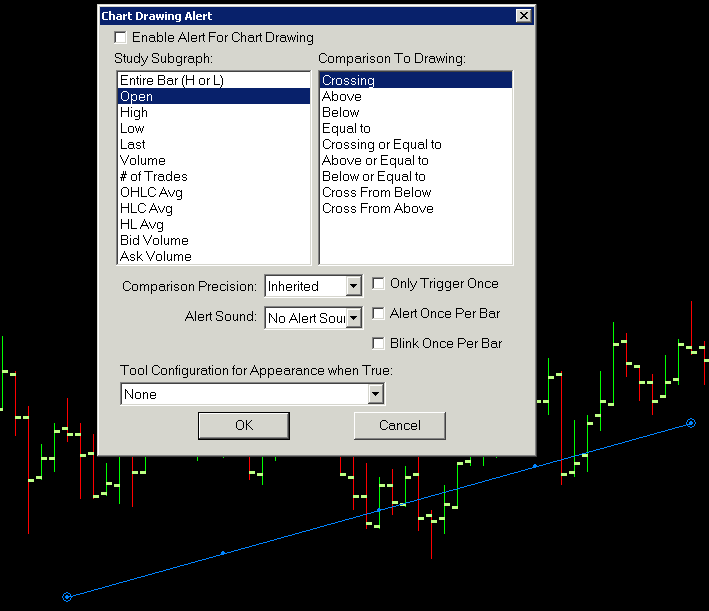 Chart Drawing Alert
Enable Alert For Chart Drawing
Study Subgraph:
Entire Bar (H or L)
Open
High
Low
Last
Volume
# of Trades
OHLC Avg
HLC Avg
HL Avg
Bid Volume
Ask Volume
Comparison To Drawing:
Crossing
Above
Below
Equal to
Crossing or Equal to
Above or Equal to
Below or Equal to
Cross From Below
Cross From Above
Comparison Precision: Inherited
Only Trigger Once
Alert Sound: No Alert Soun
Alert Once Per Bar
Blink Once Per Bar
Tool Configuration for Appearance when True:
None
OK Cancel